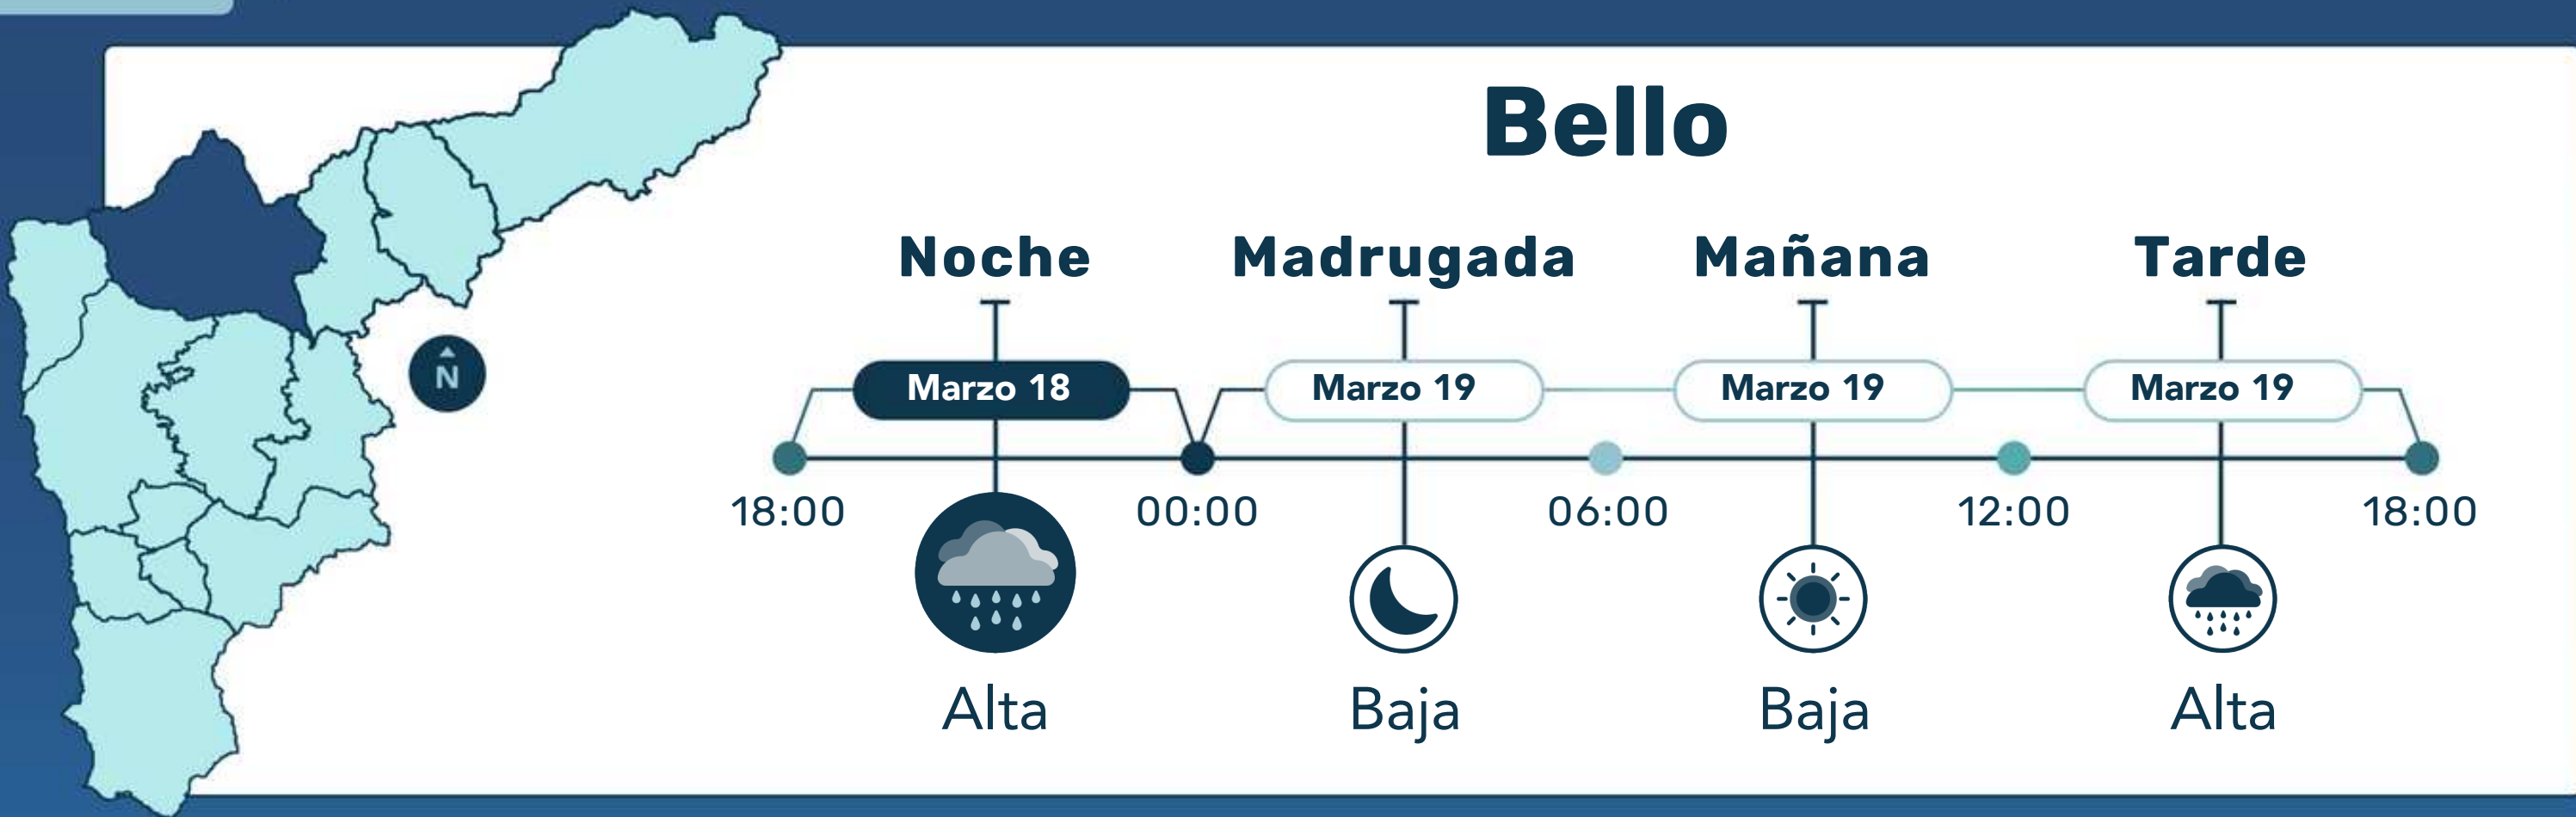 Bello
Noche Madrugada Mañana Tarde
Marzo 18 Marzo 19 Marzo 19 Marzo 19
N
18:00 00:00 06:00 12:00 18:00
Alta Baja Baja Alta